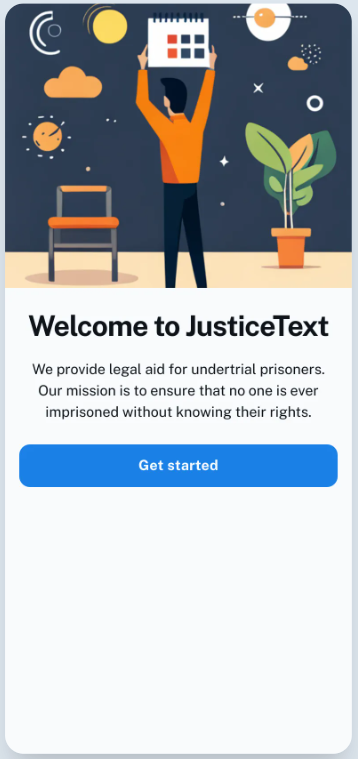 Welcome to JusticeText
We provide legal aid for undertrial prisoners.
Our mission is to ensure that no one is ever
imprisoned without knowing their rights.
Get started